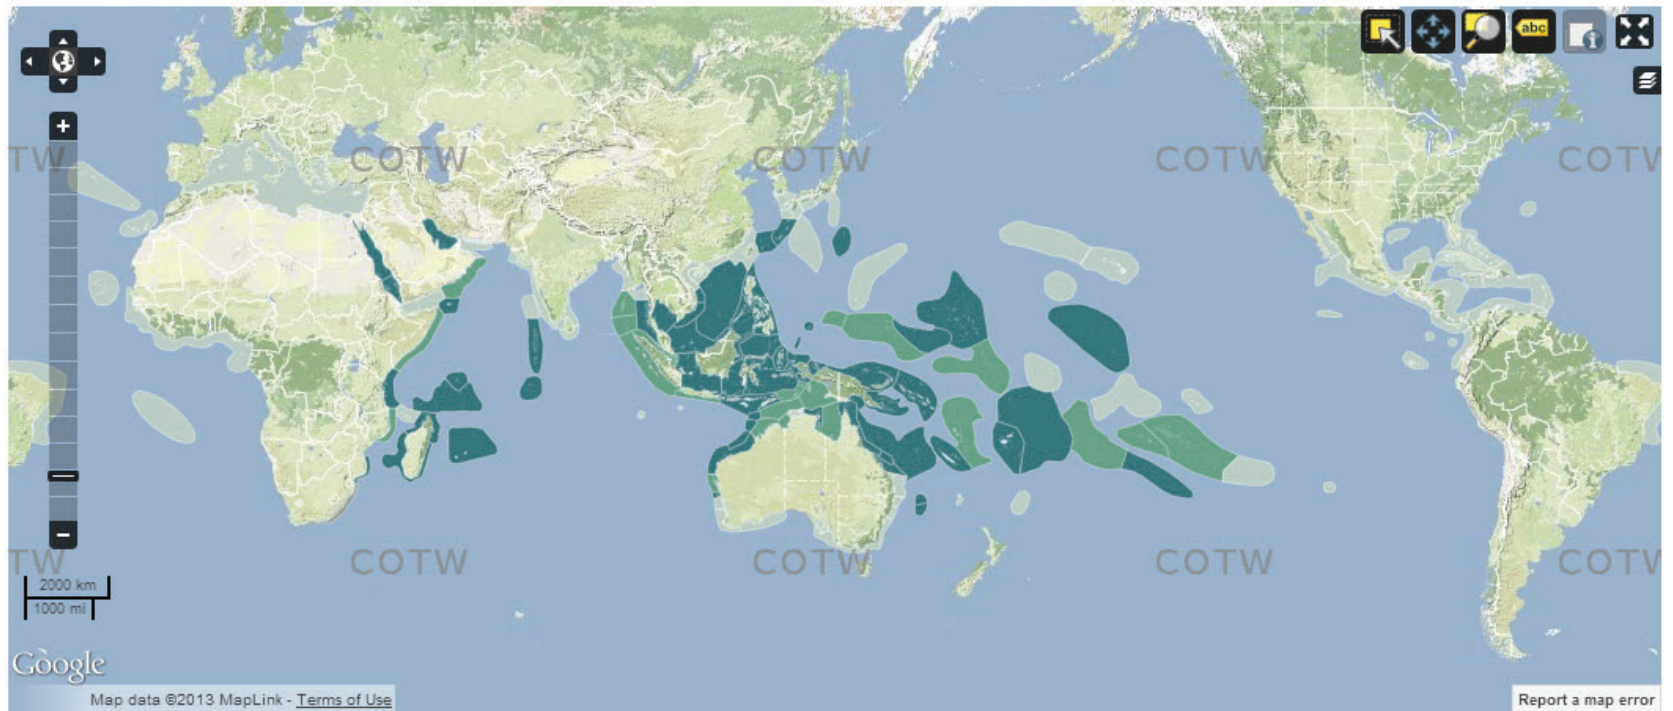 abc
TW COTW COTW COTW COTW
TW COTW COTW COTW COTW
2000 km
1000 mi
Google
Map data ©2013 MapLink - Terms of Use
Report a map error